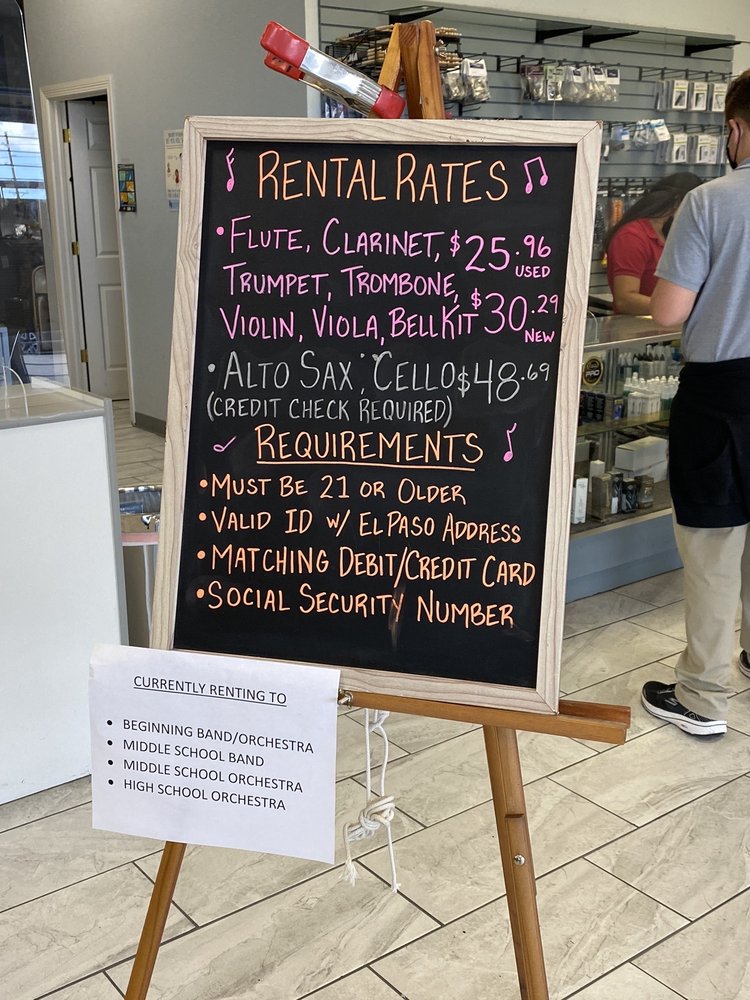 RENTAL RATES
• FLUTE, CLARINET, $25.96 USED
TRUMPET, TROMBONE,
VIOLIN, VIOLA, BELL KIT $30.29 NEW
• ALTO SAX, CELLO $48.69
(CREDIT CHECK REQUIRED)
REQUIREMENTS
• MUST BE 21 OR OLDER
• VALID ID W/ EL PASO ADDRESS
• MATCHING DEBIT/CREDIT CARD
• SOCIAL SECURITY NUMBER
CURRENTLY RENTING TO
• BEGINNING BAND/ORCHESTRA
• MIDDLE SCHOOL BAND
• MIDDLE SCHOOL ORCHESTRA
• HIGH SCHOOL ORCHESTRA
PRO